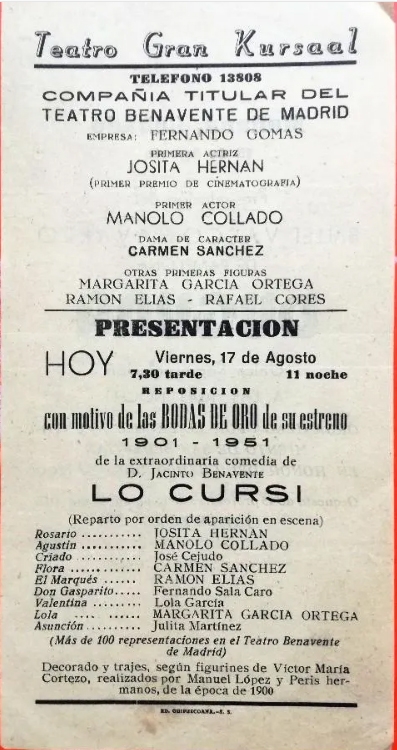 Teatro Gran Kursaal
TELEFONO 13808
COMPAÑIA TITULAR DEL
TEATRO BENAVENTE DE MADRID
EMPRESA: FERNANDO GOMAS
PRIMERA ACTRIZ
JOSITA HERNAN
(PRIMER PREMIO DE CINEMATOGRAFIA)
PRIMER ACTOR
MANOLO COLLADO
DAMA DE CARACTER
CARMEN SANCHEZ
OTRAS PRIMERAS FIGURAS
MARGARITA GARCIA ORTEGA
RAMON ELIAS - RAFAEL CORES
PRESENTACION
HOY Viernes, 17 de Agosto
7,30 tarde 11 noche
REPOSICION
con motivo de las BODAS DE ORO de su estreno
1901 - 1951
de la extraordinaria comedia de
D. JACINTO BENAVENTE
LO CURSI
(Reparto por orden de aparición en escena)
Rosario .......... JOSITA HERNAN
Agustín .......... MANOLO COLLADO
Criado .......... José Cejudo
Flora .......... CARMEN SANCHEZ
El Marqués ...... RAMON ELIAS
Don Gasparito..... Fernando Sala Caro
Valentina ........ Lola García
Lola .... ...... MARGARITA GARCIA ORTEGA
Asunción.......... Julita Martínez
(Más de 100 representaciones en el Teatro Benavente
de Madrid)
Decorado y trajes, según figurines de Víctor María
Cortezo, realizados por Manuel López y Peris her-
manos, de la época de 1900